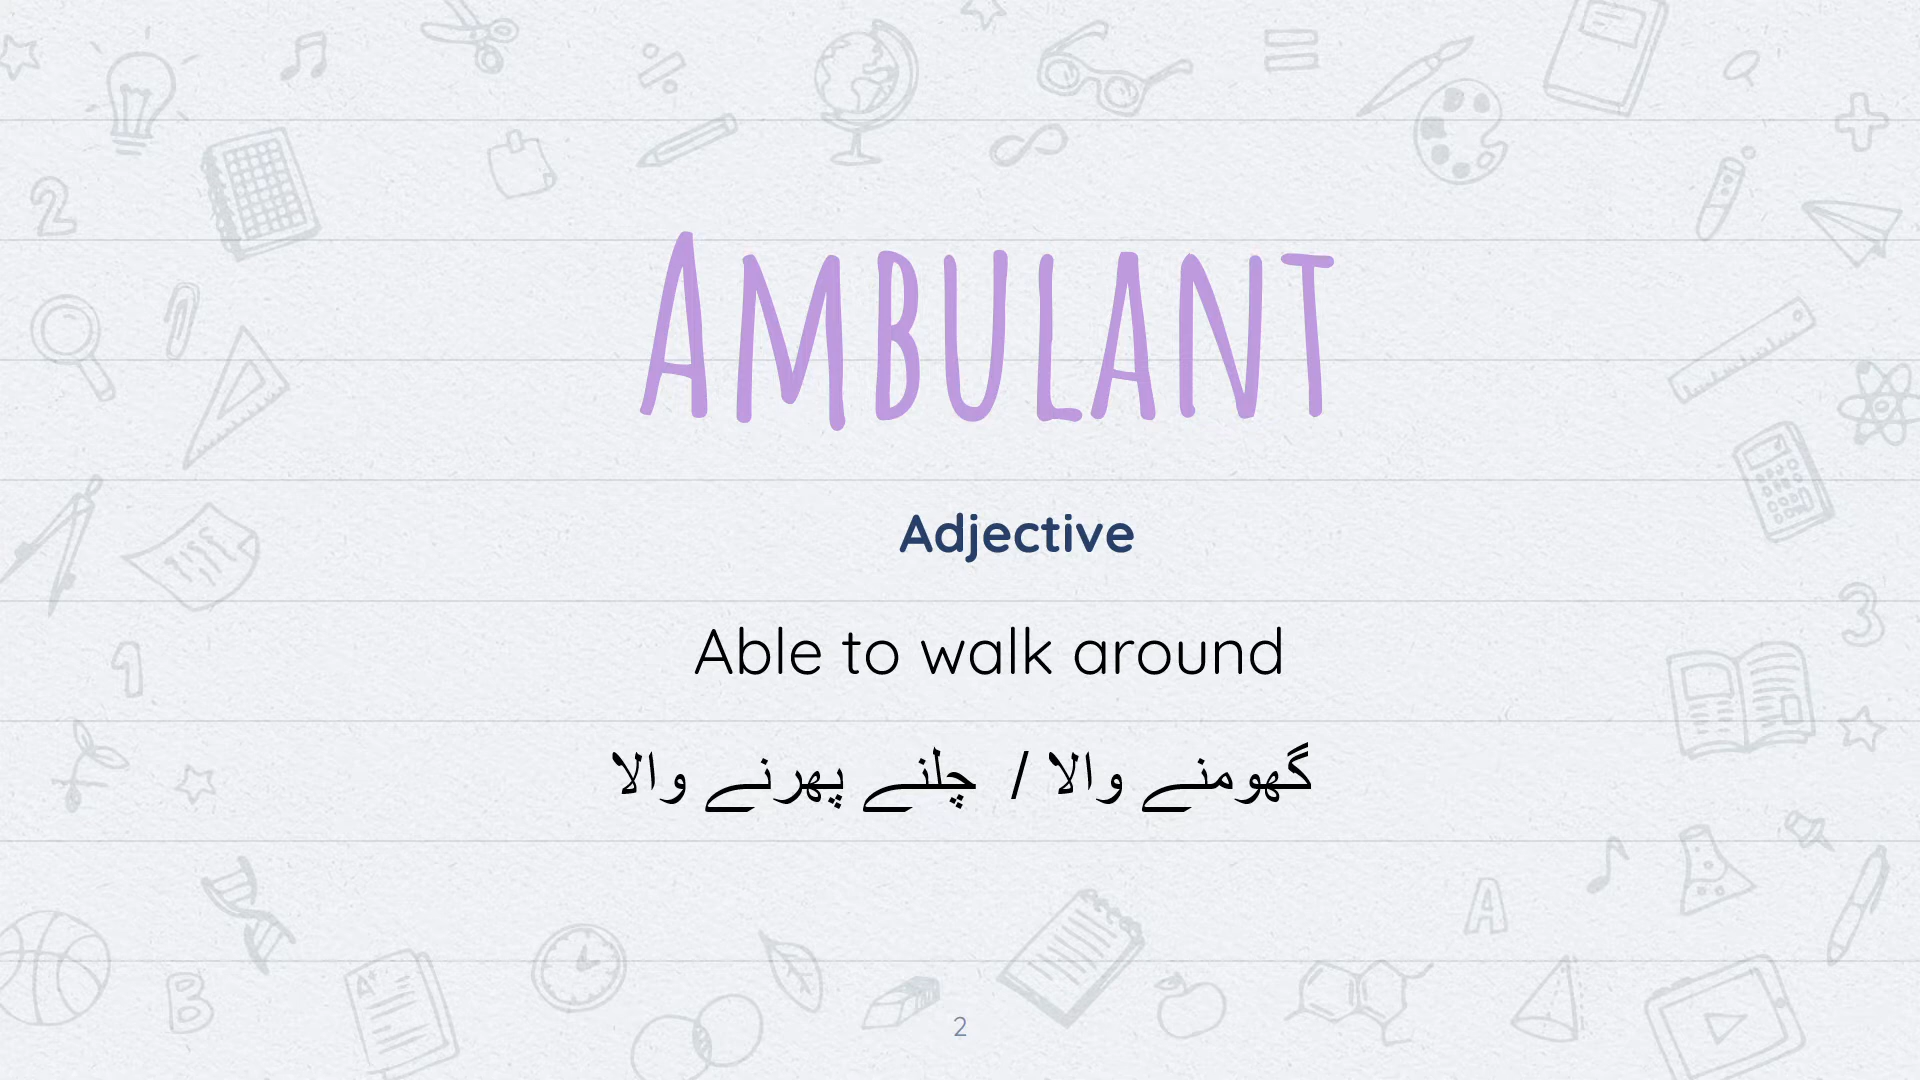 AMBULANT
Adjective
Able to walk around
گھومنے والا / چلنے پھرنے والا
2